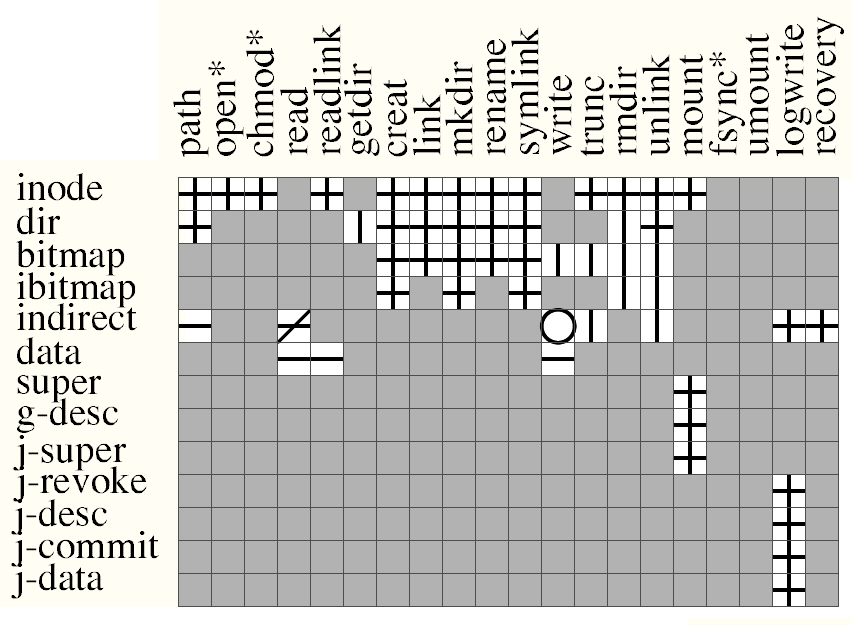 path
open*
chmod*
read
readlink
getdir
creat
link
mkdir
rename
symlink
write
trunc
rmdir
unlink
mount
fsync*
umount
logwrite
recovery
inode
dir
bitmap
ibitmap
indirect
data
super
g-desc
j-super
j-revoke
j-desc
j-commit
j-data